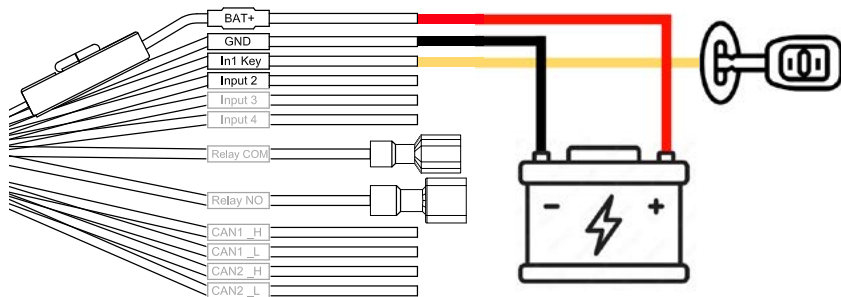 BAT+
GND
In1 Key
Input 2
Input 3
Input 4
Relay COM
Relay NO
CAN1 _H
CAN1 _L
CAN2 _H
CAN2 _L
- +